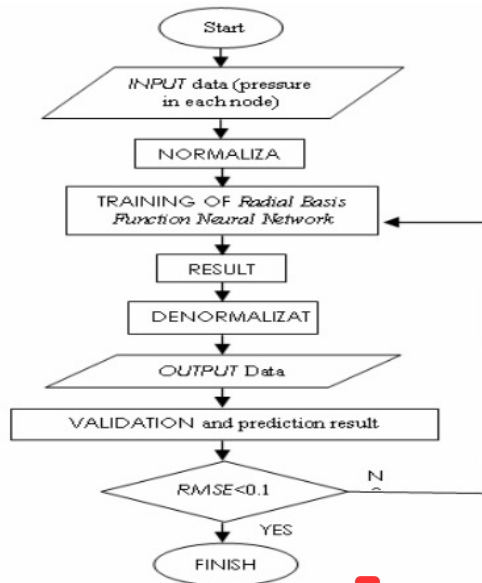 Start
INPUT data (pressure
in each node)
NORMALIZA
TRAINING OF Radial Basis
Function Neural Network
RESULT
DENORMALIZAT
OUTPUT Data
VALIDATION and prediction result
RMSE<0.1
N
YES
FINISH